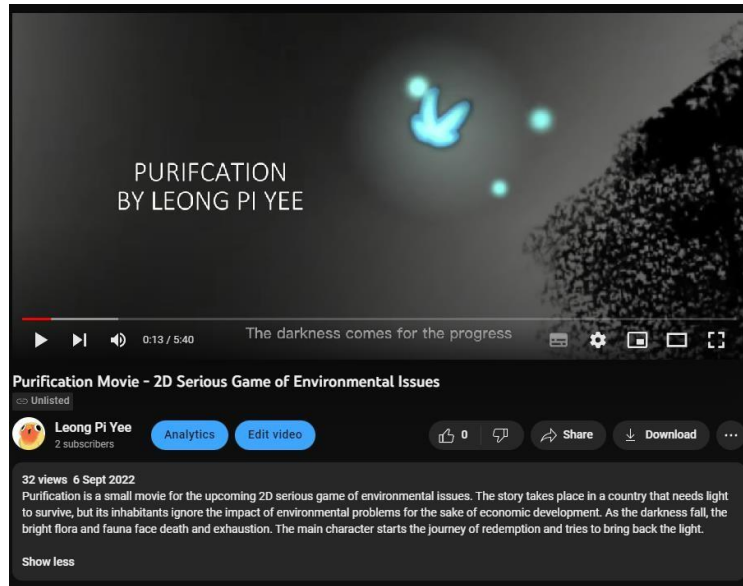 PURIFCATION
BY LEONG PI YEE
The darkness comes for the progress
0:13 / 5:40
Purification Movie - 2D Serious Game of Environmental Issues
Unlisted
Leong Pi Yee
2 subscribers
Analytics
Edit video
0
Share
Download
32 views 6 Sept 2022
Purification is a small movie for the upcoming 2D serious game of environmental issues. The story takes place in a country that needs light
to survive, but its inhabitants ignore the impact of environmental problems for the sake of economic development. As the darkness fall, the
bright flora and fauna face death and exhaustion. The main character starts the journey of redemption and tries to bring back the light.
Show less